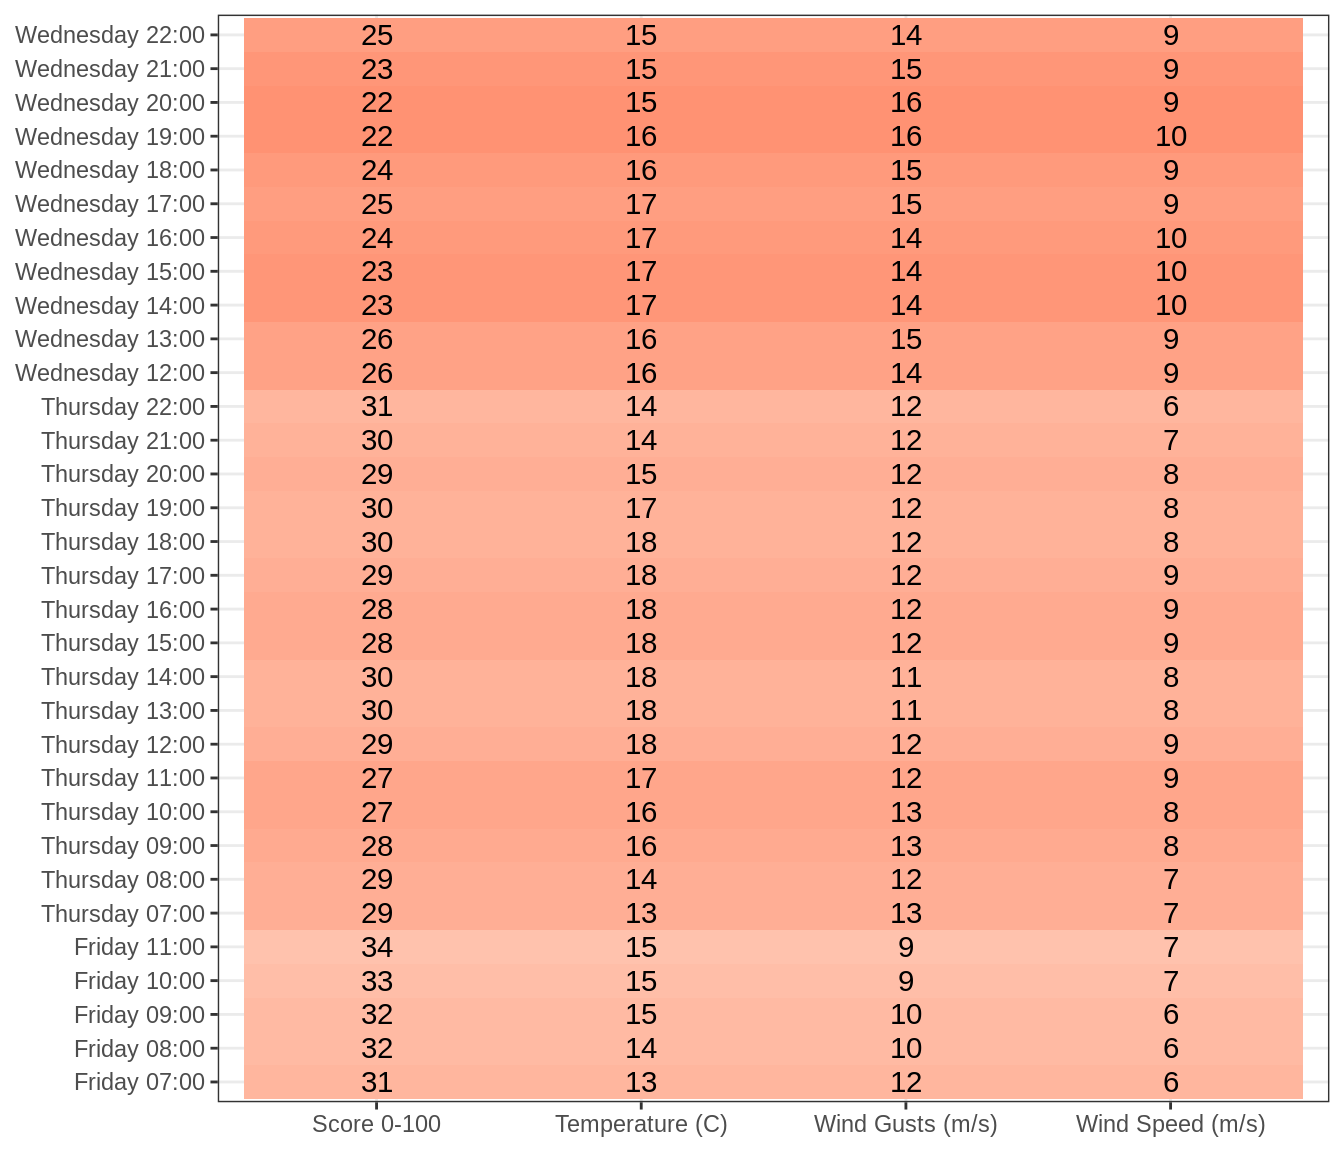 Wednesday 22:00 25 15 14 9
Wednesday 21:00 23 15 15 9
Wednesday 20:00 22 15 16 9
Wednesday 19:00 22 16 16 10
Wednesday 18:00 24 16 15 9
Wednesday 17:00 25 17 15 9
Wednesday 16:00 24 17 14 10
Wednesday 15:00 23 17 14 10
Wednesday 14:00 23 17 14 10
Wednesday 13:00 26 16 15 9
Wednesday 12:00 26 16 14 9
Thursday 22:00 31 14 12 6
Thursday 21:00 30 14 12 7
Thursday 20:00 29 15 12 8
Thursday 19:00 30 17 12 8
Thursday 18:00 30 18 12 8
Thursday 17:00 29 18 12 9
Thursday 16:00 28 18 12 9
Thursday 15:00 28 18 12 9
Thursday 14:00 30 18 11 8
Thursday 13:00 30 18 11 8
Thursday 12:00 29 18 12 9
Thursday 11:00 27 17 12 9
Thursday 10:00 27 16 13 8
Thursday 09:00 28 16 13 8
Thursday 08:00 29 14 12 7
Thursday 07:00 29 13 13 7
Friday 11:00 34 15 9 7
Friday 10:00 33 15 9 7
Friday 09:00 32 15 10 6
Friday 08:00 32 14 10 6
Friday 07:00 31 13 12 6
Score 0-100 Temperature (C) Wind Gusts (m/s) Wind Speed (m/s)